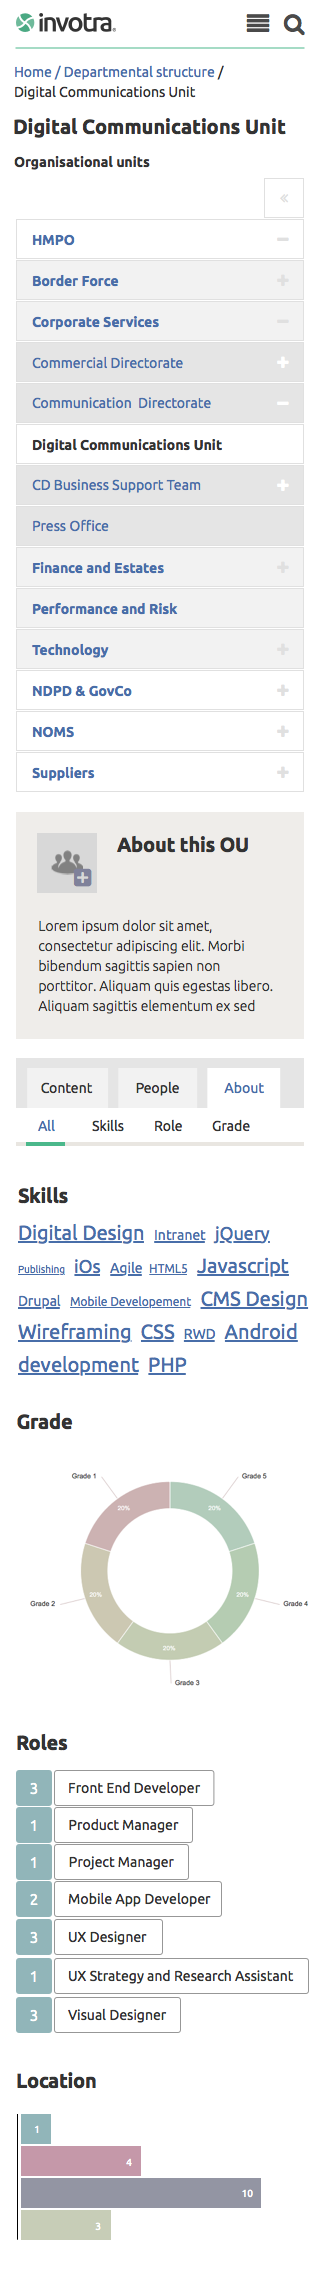 invotra
Home / Departmental structure /
Digital Communications Unit
Digital Communications Unit
Organisational units
«
HMPO
Border Force
Corporate Services
Commercial Directorate
Communication Directorate
Digital Communications Unit
CD Business Support Team
Press Office
Finance and Estates
Performance and Risk
Technology
NDPD & GovCo
NOMS
Suppliers
About this OU
Lorem ipsum dolor sit amet,
consectetur adipiscing elit. Morbi
bibendum sagittis sapien non
porttitor. Aliquam quis egestas libero.
Aliquam sagittis elementum ex sed
Content People About
All Skills Role Grade
Skills
Digital Design Intranet jQuery
Publishing iOs Agile HTML5 Javascript
Drupal Mobile Developement CMS Design
Wireframing CSS RWD Android
development PHP
Grade
Grade 1 Grade 5
20% 20%
Grade 2 20% 20% Grade 4
20%
Grade 3
Roles
3 Front End Developer
1 Product Manager
1 Project Manager
2 Mobile App Developer
3 UX Designer
1 UX Strategy and Research Assistant
3 Visual Designer
Location
1
4
10
3